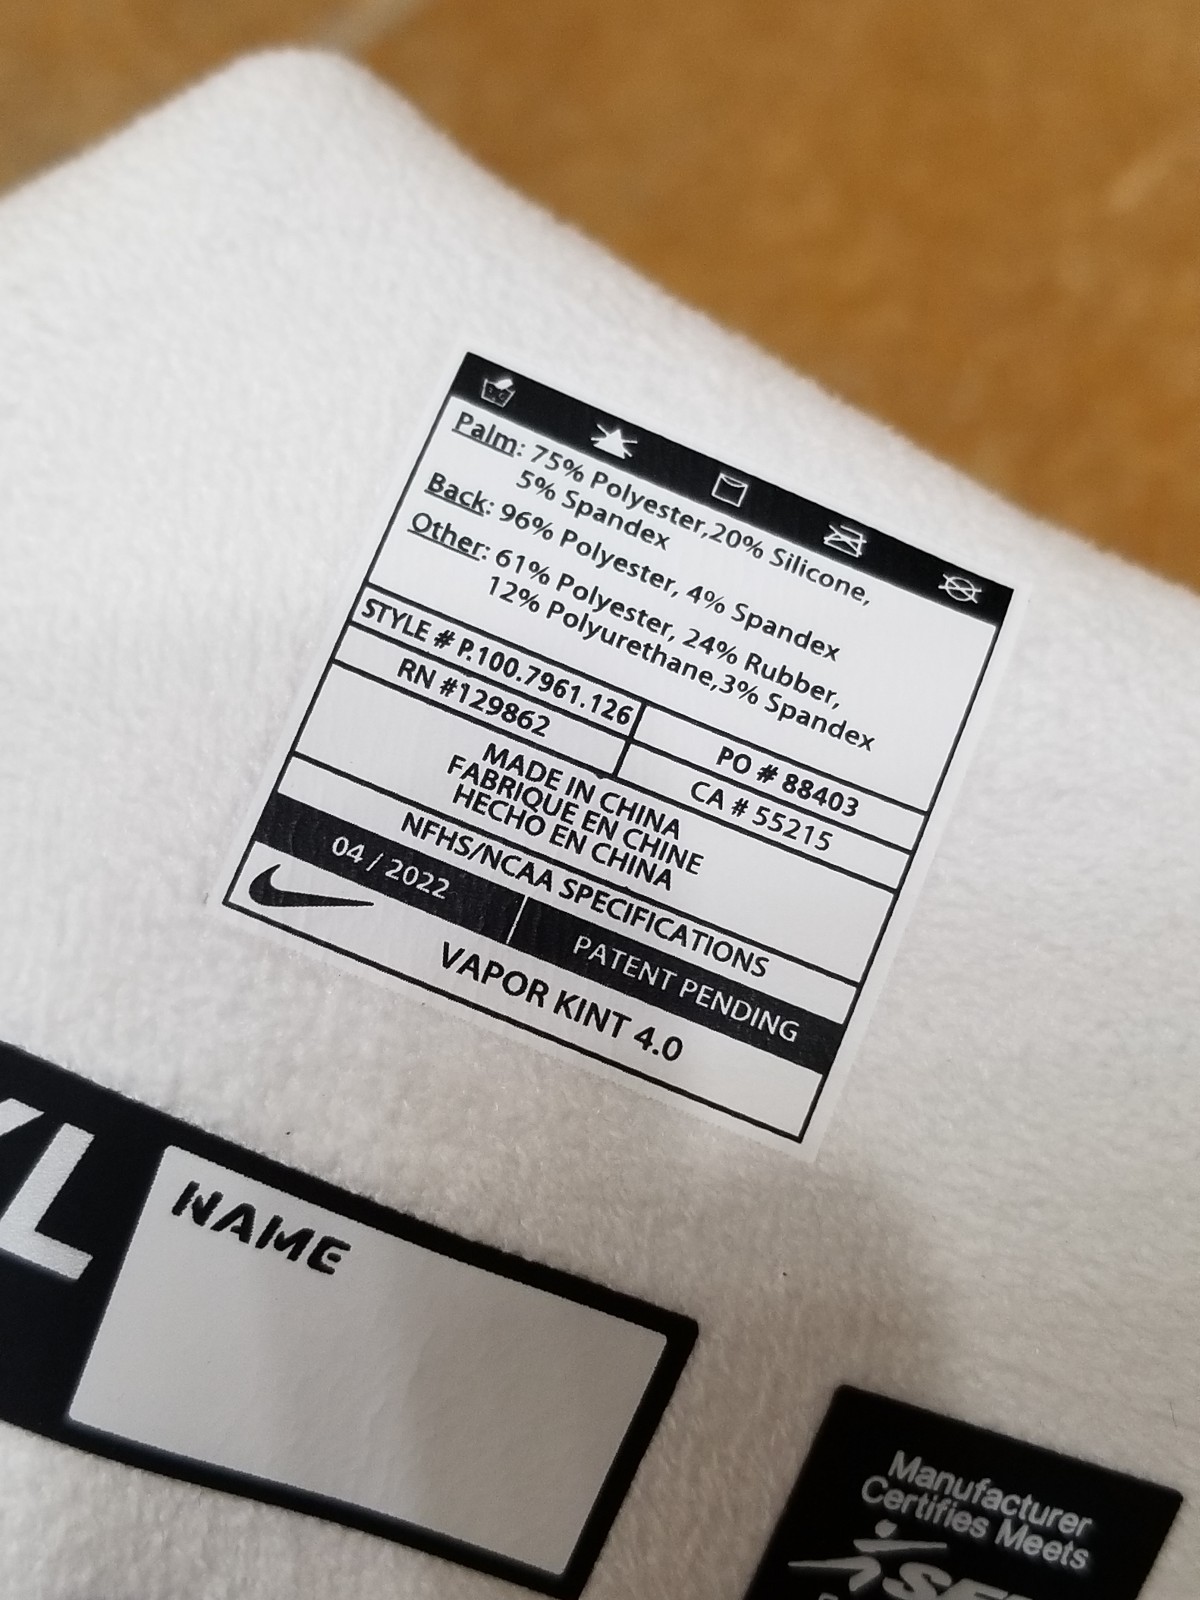 Palm: 75% Polyester,20% Silicone,
5% Spandex
Back: 96% Polyester, 4% Spandex
Other: 61% Polyester, 24% Rubber,
12% Polyurethane,3% Spandex
STYLE # P.100.7961.126
PO # 88403
RN #129862
CA # 55215
MADE IN CHINA
FABRIQUE EN CHINE
HECHO EN CHINA
NFHS/NCAA SPECIFICATIONS
04 / 2022
PATENT PENDING
VAPOR KINT 4.0
NAME
Manufacturer
Certifies Meets